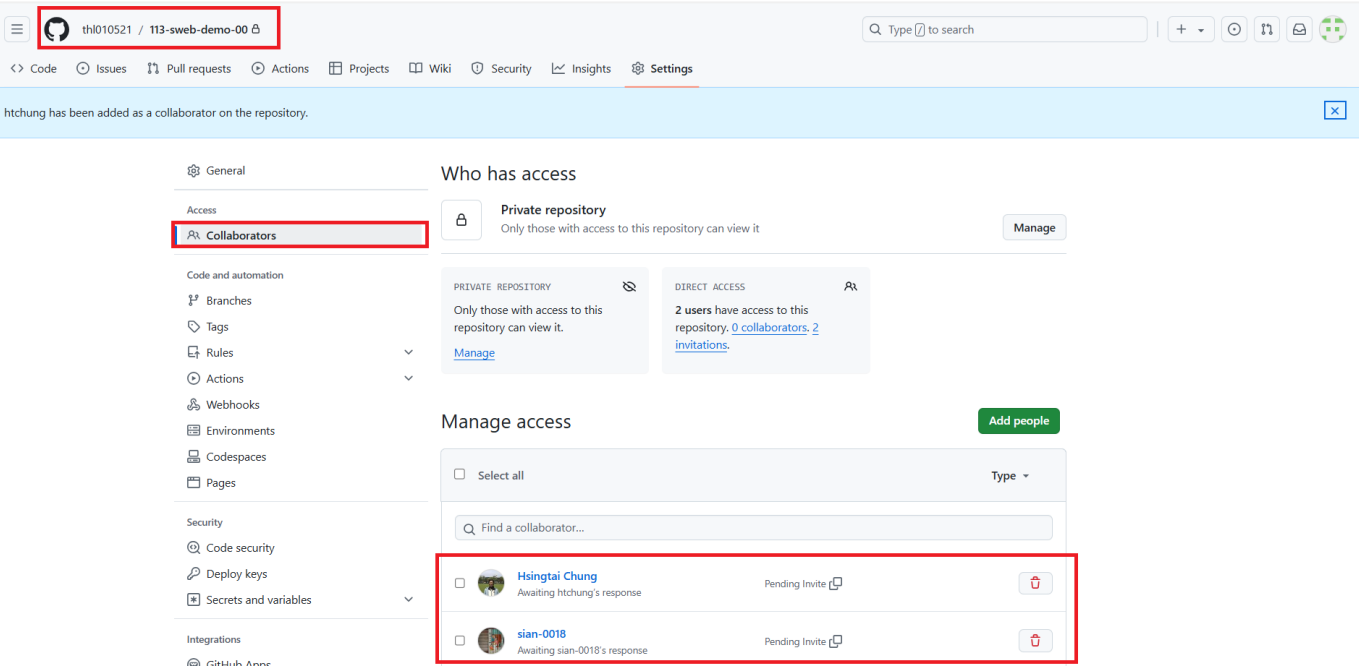 thl010521 / 113-sweb-demo-00
Type / to search
Code Issues Pull requests Actions Projects Wiki Security Insights Settings
htchung has been added as a collaborator on the repository.
General
Access
Collaborators
Code and automation
Branches
Tags
Rules
Actions
Webhooks
Environments
Codespaces
Pages
Security
Code security
Deploy keys
Secrets and variables
Integrations
GitHub Apps
Who has access
Private repository
Only those with access to this repository can view it
Manage
PRIVATE REPOSITORY
Only those with access to this
repository can view it.
Manage
DIRECT ACCESS
2 users have access to this
repository. 0 collaborators. 2
invitations.
Manage access
Add people
Select all
Type
Find a collaborator...
Hsingtai Chung
Awaiting htchung's response
Pending Invite
sian-0018
Awaiting sian-0018's response
Pending Invite